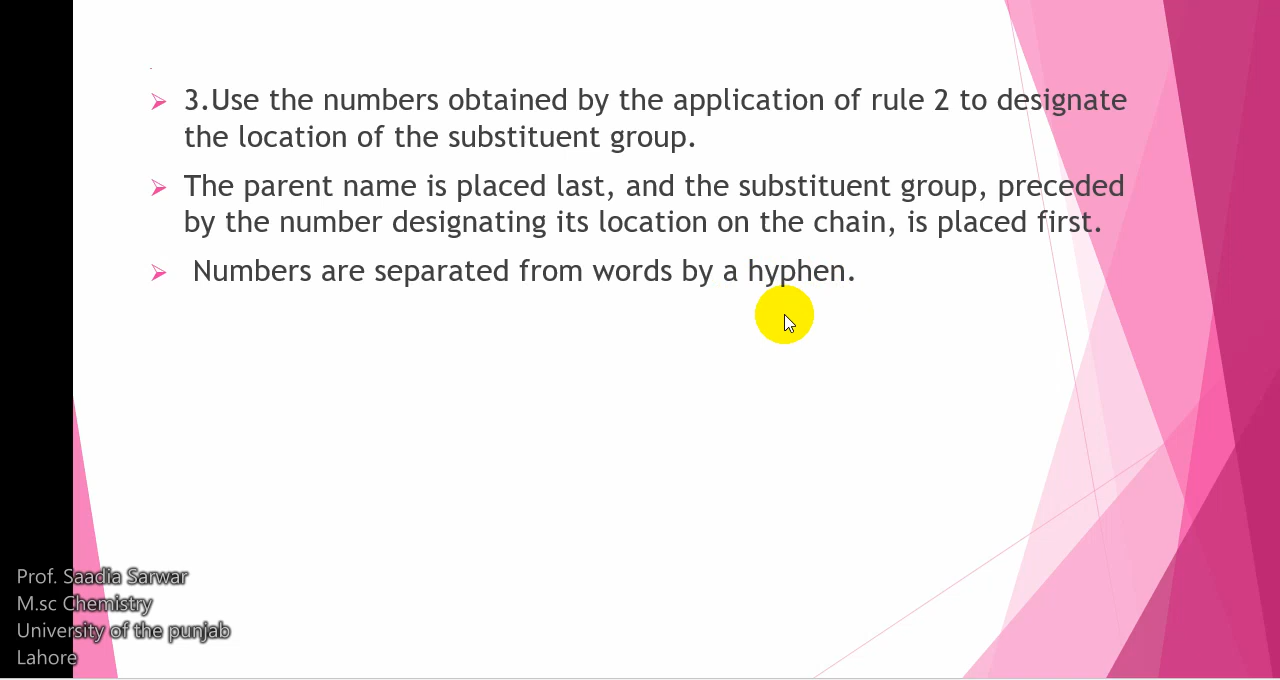 3.Use the numbers obtained by the application of rule 2 to designate
the location of the substituent group.
The parent name is placed last, and the substituent group, preceded
by the number designating its location on the chain, is placed first.
Numbers are separated from words by a hyphen.
Prof. Saadia Sarwar
M.sc Chemistry
University of the punjab
Lahore